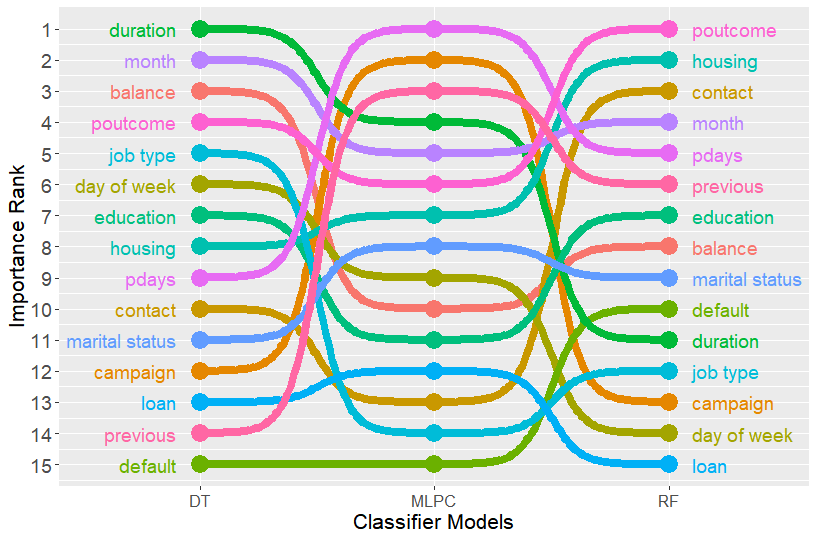 1 duration poutcome
2 month housing
3 balance contact
4 poutcome month
5 job type pdays
6 day of week previous
7 education education
8 housing balance
9 pdays marital status
10 contact default
11 marital status duration
12 campaign job type
13 loan campaign
14 previous day of week
15 default loan
Importance Rank
DT MLPC RF
Classifier Models